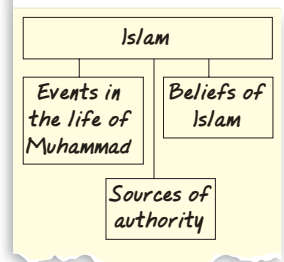 Islam
Events in
the life of
Muhammad
Beliefs of
Islam
Sources of
authority